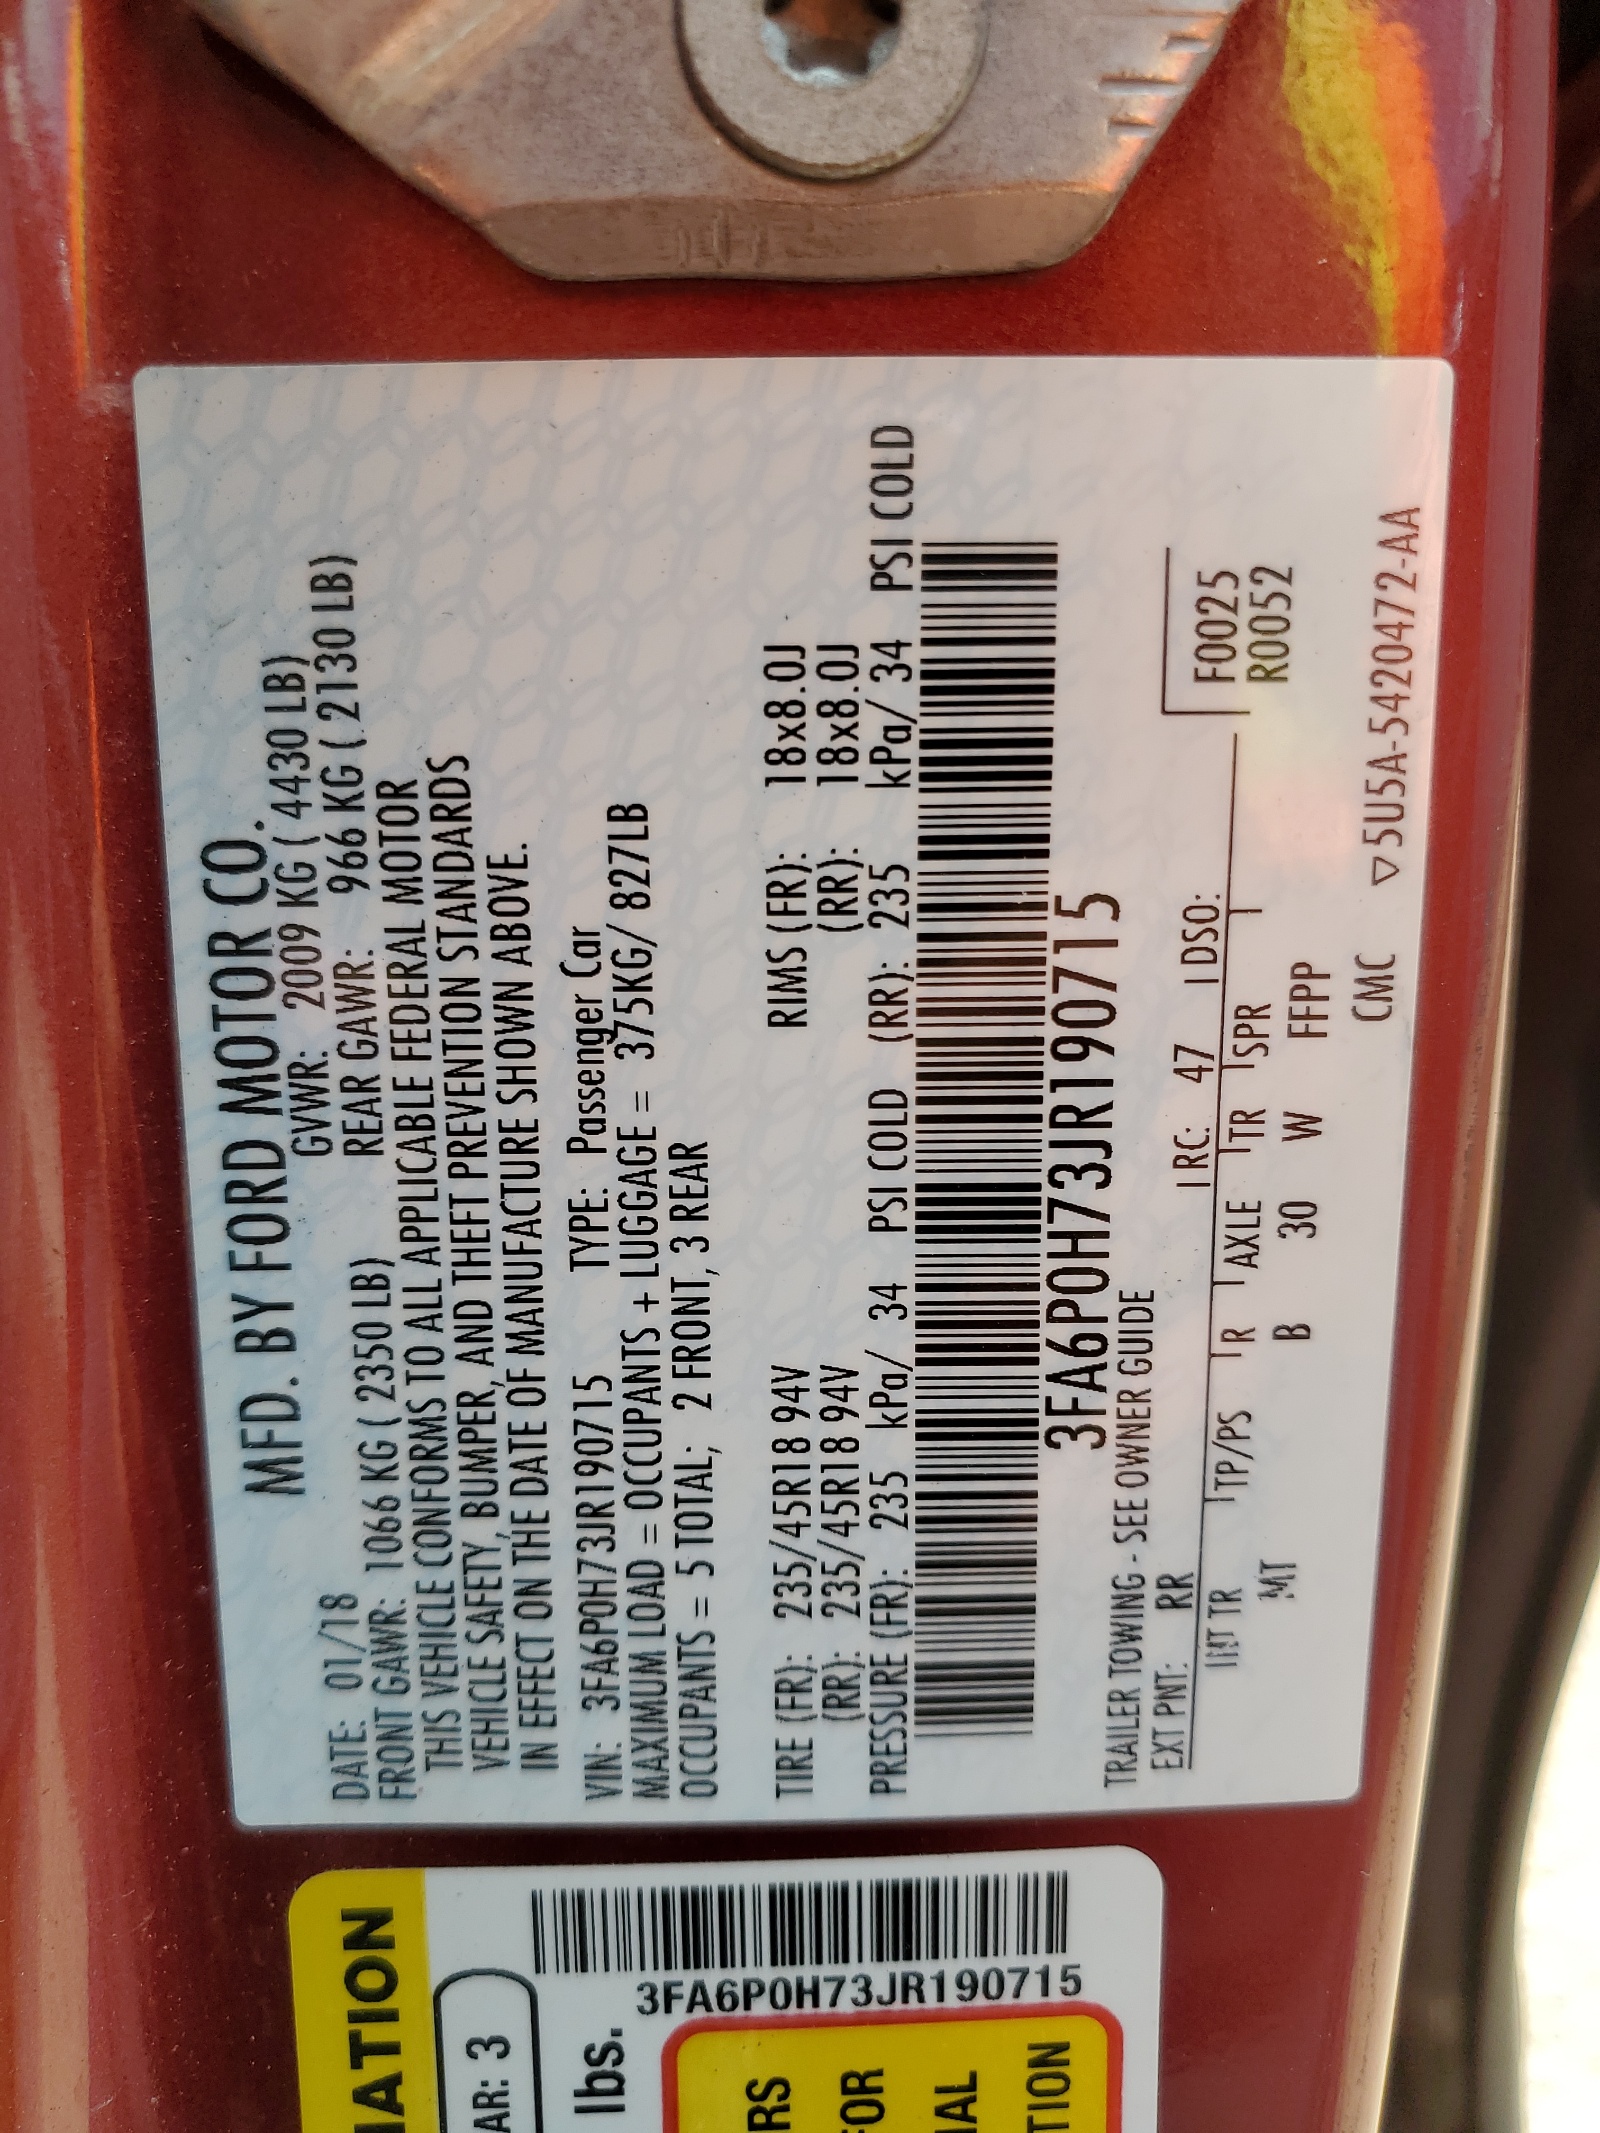 MFD. BY FORD MOTOR CO.
DATE: 01/18 GVWR: 2009 KG ( 4430 LB)
FRONT GAWR: 1066 KG ( 2350 LB) REAR GAWR: 966 KG ( 2130 LB)
THIS VEHICLE CONFORMS TO ALL APPLICABLE FEDERAL MOTOR
VEHICLE SAFETY, BUMPER, AND THEFT PREVENTION STANDARDS
IN EFFECT ON THE DATE OF MANUFACTURE SHOWN ABOVE.
VIN: 3FA6P0H73JR190715 TYPE: Passenger Car
MAXIMUM LOAD = OCCUPANTS + LUGGAGE = 375KG/ 827LB
OCCUPANTS = 5 TOTAL; 2 FRONT, 3 REAR
TIRE (FR): 235/45R18 94V RIMS (FR): 18x8.0J
(RR): 235/45R18 94V (RR): 18x8.0J
PRESSURE (FR): 235 kPa/ 34 PSI COLD (RR): 235 kPa/ 34 PSI COLD
3FA6P0H73JR190715
TRAILER TOWING - SEE OWNER GUIDE
EXT PNT: RR RC: 47 DSO:
INT TR TP/PS R AXLE TR SPR
MT B 30 W FFPP
F0025
R0052
CMC ▽5U5A-5420472-AA
MATION
AR: 3
lbs.
3FA6P0H73JR190715
RS
FOR
IAL
TION